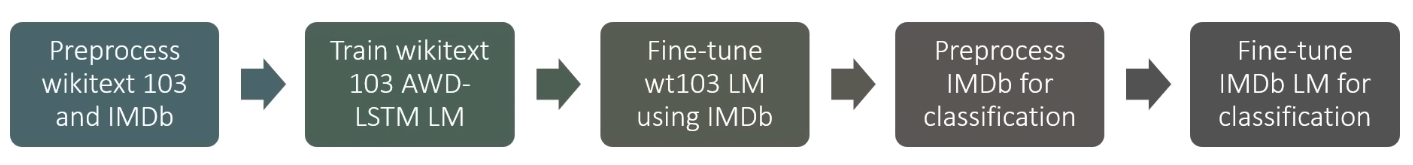 Preprocess
wikitext 103
and IMDb
Train wikitext
103 AWD-
LSTM LM
Fine-tune
wt103 LM
using IMDb
Preprocess
IMDb for
classification
Fine-tune
IMDb LM for
classification